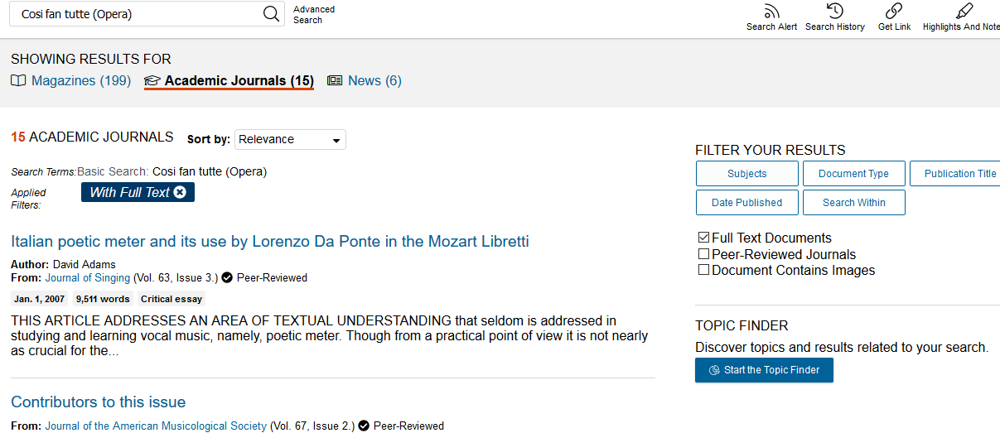 Cosi fan tutte (Opera)
Advanced
Search
Search Alert
Search History
Get Link
Highlights And Note
SHOWING RESULTS FOR
Magazines (199)
Academic Journals (15)
News (6)
15 ACADEMIC JOURNALS
Sort by: Relevance
Search Terms:Basic Search: Cosi fan tutte (Opera)
Applied
Filters:
With Full Text
Italian poetic meter and its use by Lorenzo Da Ponte in the Mozart Libretti
Author: David Adams
From: Journal of Singing (Vol. 63, Issue 3.) Peer-Reviewed
Jan. 1, 2007 9,511 words Critical essay
THIS ARTICLE ADDRESSES AN AREA OF TEXTUAL UNDERSTANDING that seldom is addressed in
studying and learning vocal music, namely, poetic meter. Though from a practical point of view it is not nearly
as crucial for the...
Contributors to this issue
From: Journal of the American Musicological Society (Vol. 67, Issue 2.) Peer-Reviewed
FILTER YOUR RESULTS
Subjects
Document Type
Publication Title
Date Published
Search Within
Full Text Documents
Peer-Reviewed Journals
Document Contains Images
TOPIC FINDER
Discover topics and results related to your search.
Start the Topic Finder